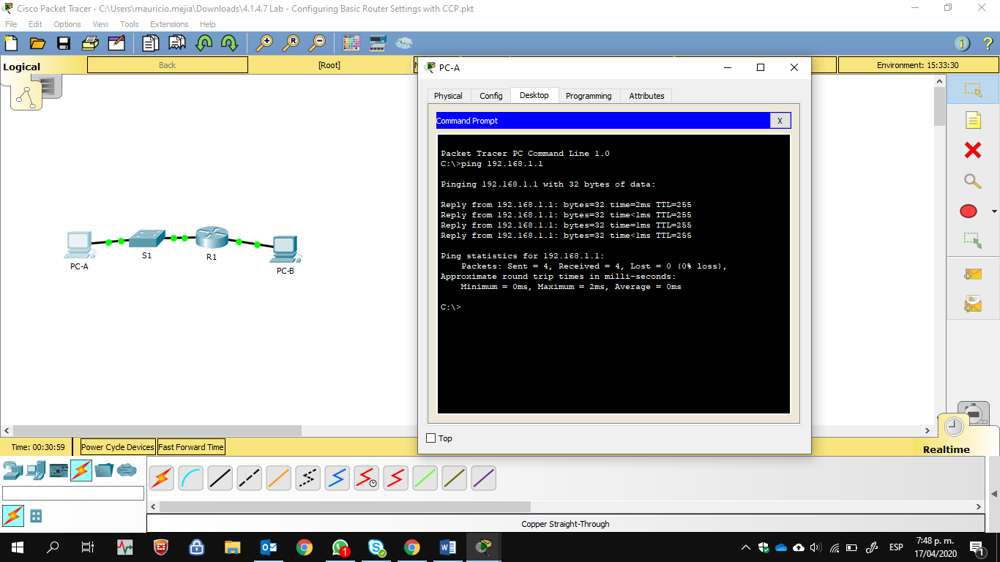 Cisco Packet Tracer - C:\Users\mauricio.mejia\Downloads\4.1.4.7 Lab - Configuring Basic Router Settings with CCP.pkt
File Edit Options View Tools Extensions Help
Logical
Back
[Root]
Environment: 15:33:30
PC-A
Physical Config Desktop Programming Attributes
Command Prompt
X
Packet Tracer PC Command Line 1.0
C:\>ping 192.168.1.1
Pinging 192.168.1.1 with 32 bytes of data:
Reply from 192.168.1.1: bytes=32 time=2ms TTL=255
Reply from 192.168.1.1: bytes=32 time<1ms TTL=255
Reply from 192.168.1.1: bytes=32 time=1ms TTL=255
Reply from 192.168.1.1: bytes=32 time<1ms TTL=255
Ping statistics for 192.168.1.1:
Packets: Sent = 4, Received = 4, Lost = 0 (0% loss),
Approximate round trip times in milli-seconds:
Minimum = 0ms, Maximum = 2ms, Average = 0ms
C:\>
Top
PC-A
S1
R1
PC-B
Time: 00:30:59
Power Cycle Devices
Fast Forward Time
Realtime
Copper Straight-Through
ESP
7:48 p. m.
17/04/2020